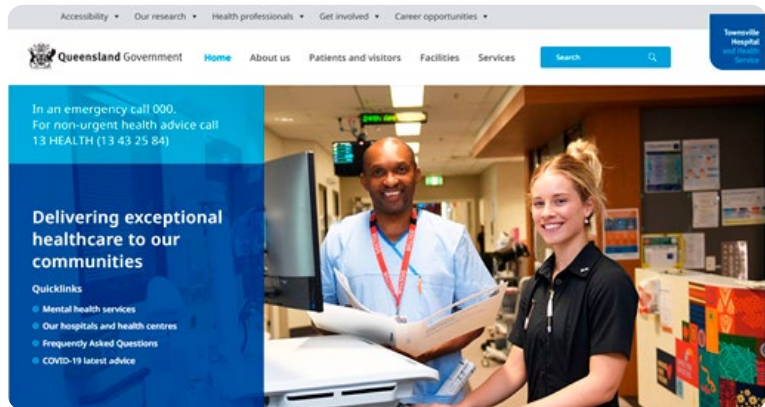 Accessibility ▾ Our research ▾ Health professionals ▾ Get involved ▾ Career opportunities ▾
Townsville
Hospital
and Health
Service
Queensland Government
Home About us Patients and visitors Facilities Services
Search
In an emergency call 000.
For non-urgent health advice call
13 HEALTH (13 43 25 84)
Delivering exceptional
healthcare to our
communities
Quicklinks
Mental health services
Our hospitals and health centres
Frequently Asked Questions
COVID-19 latest advice